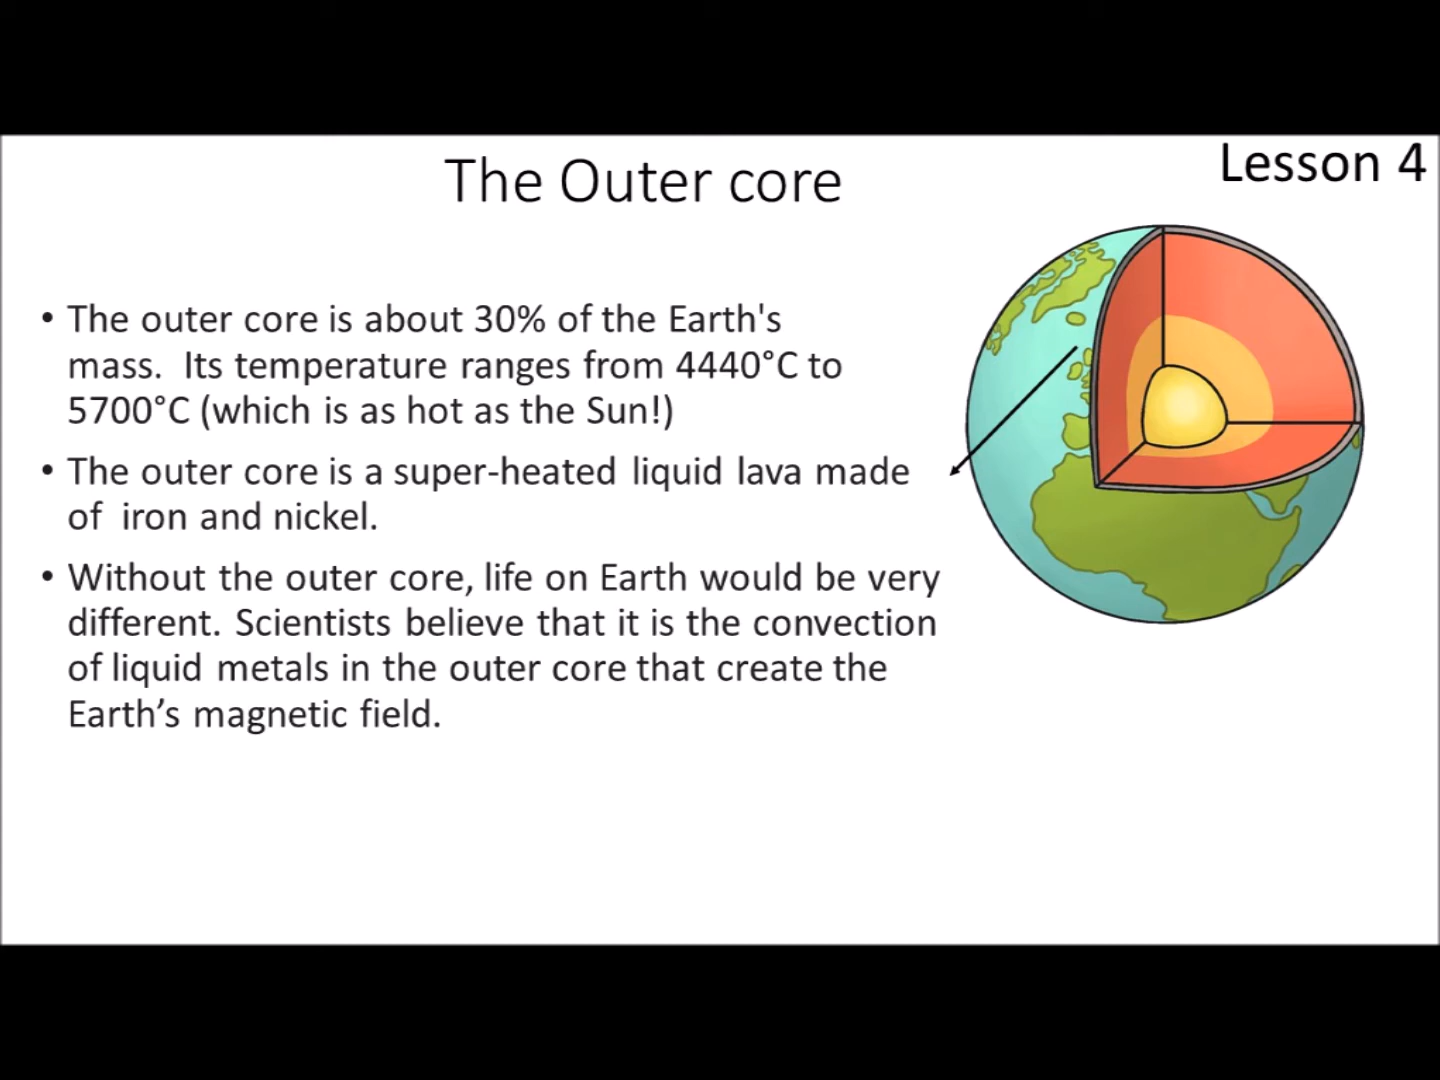 The Outer core
Lesson 4
• The outer core is about 30% of the Earth's
mass.  Its temperature ranges from 4440°C to
5700°C (which is as hot as the Sun!)
• The outer core is a super-heated liquid lava made
of  iron and nickel.
• Without the outer core, life on Earth would be very
different. Scientists believe that it is the convection
of liquid metals in the outer core that create the
Earth’s magnetic field.